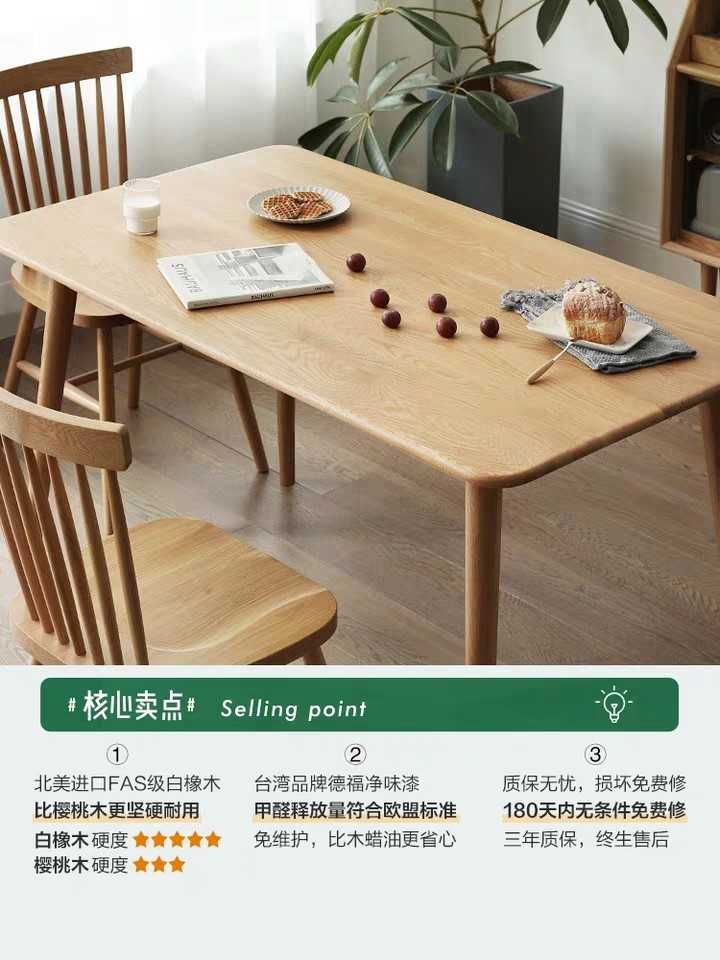 BAUHAUS
BAUHAUS
#核心卖点# Selling point
①
北美进口FAS级白橡木
比樱桃木更坚硬耐用
白橡木 硬度 ★★★★★
樱桃木 硬度 ★★★
②
台湾品牌德福净味漆
甲醛释放量符合欧盟标准
免维护，比木蜡油更省心
③
质保无忧，损坏免费修
180天内无条件免费修
三年质保，终生售后